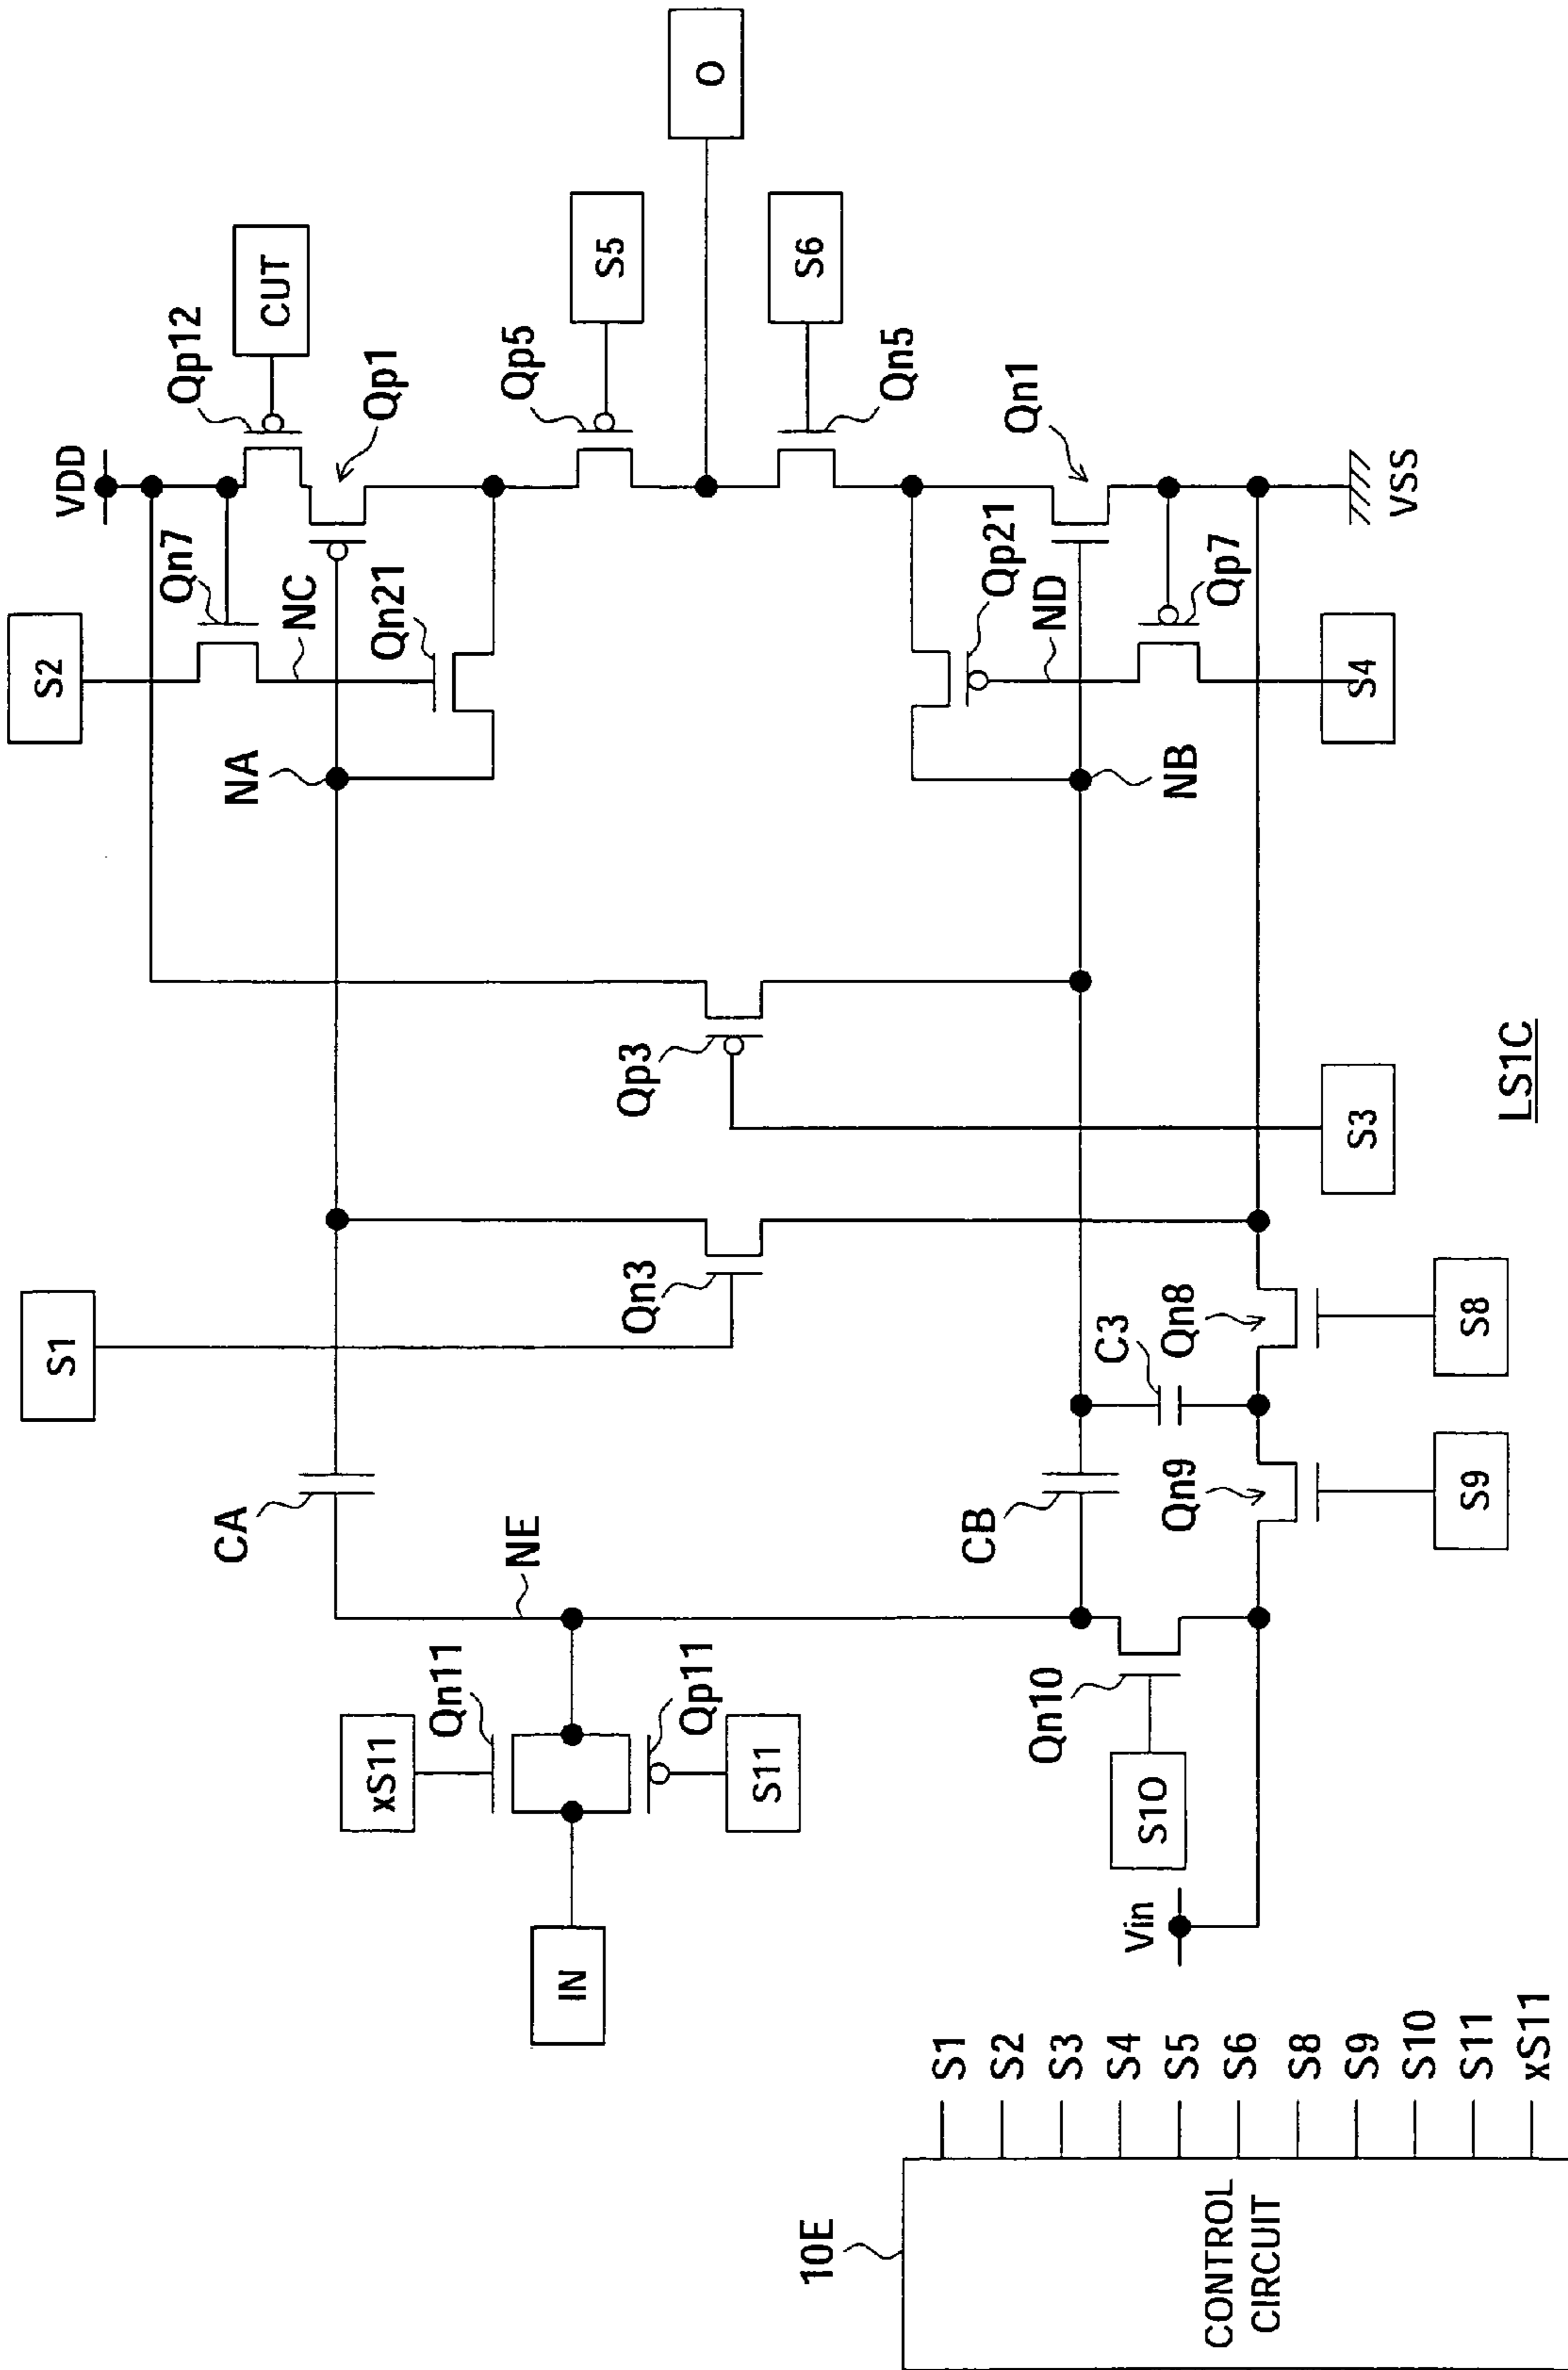 VDD
S2
Qn7
NC
Qp12
CUT
Qp1
Qn21
NA
S1
CA
NE
xS11
Qn11
IN
Qp11
S11
Qn3
Qp3
Qp5
S5
O
S6
Qn5
Qn1
Qp21
ND
NB
Qp7
S4
VSS
S3
C3
Qn8
S8
CB
Qn9
S9
Qn10
S10
Vin
10E
CONTROL
CIRCUIT
S1
S2
S3
S4
S5
S6
S8
S9
S10
S11
xS11
LS1C